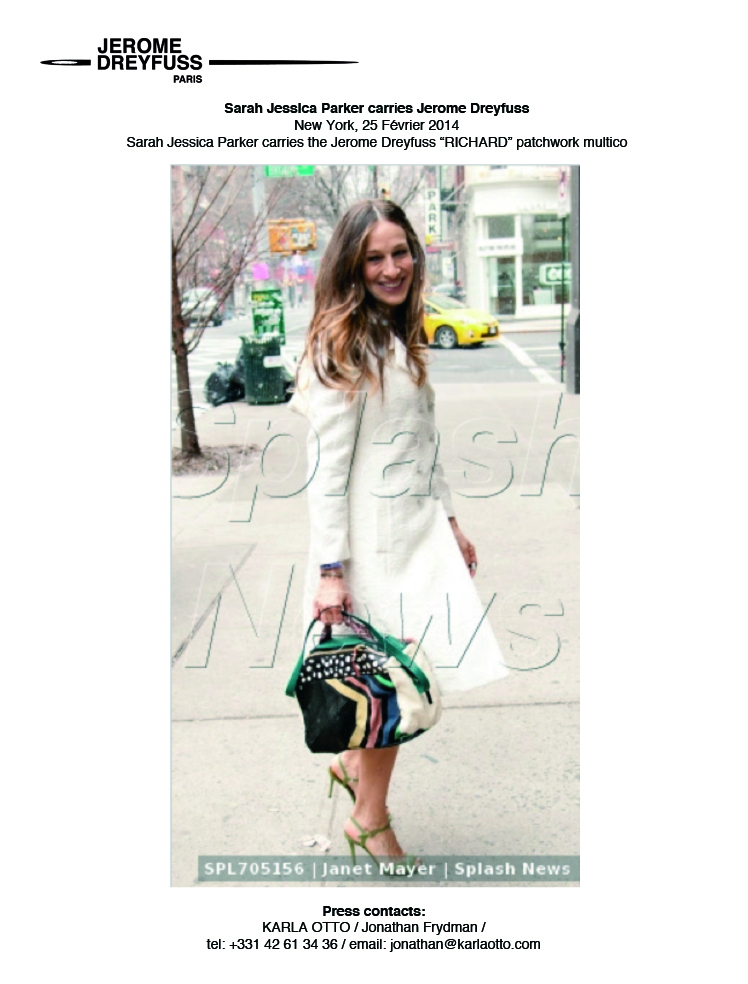 JEROME
DREYFUSS
PARIS
Sarah Jessica Parker carries Jerome Dreyfuss
New York, 25 Février 2014
Sarah Jessica Parker carries the Jerome Dreyfuss “RICHARD” patchwork multico
PARK
Splash
News
SPL705156 | Janet Mayer | Splash News
Press contacts:
KARLA OTTO / Jonathan Frydman /
tel: +331 42 61 34 36 / email: jonathan@karlaotto.com